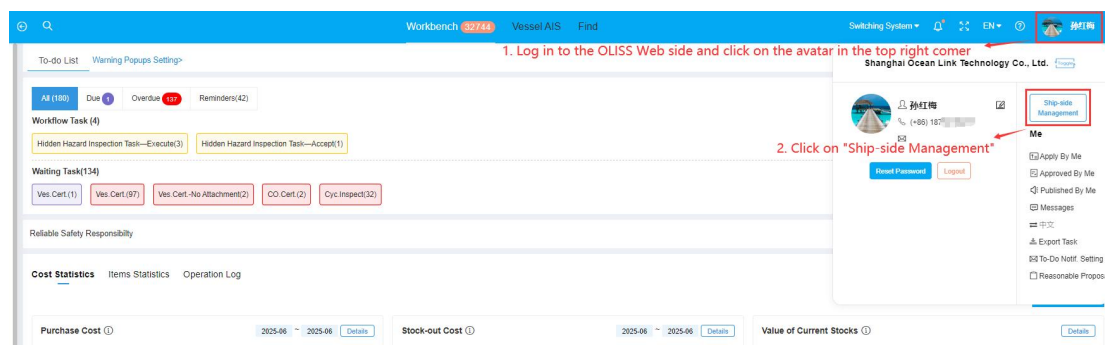 Workbench 32744 Vessel AIS Find Switching System EN 孙红梅
1. Log in to the OLISS Web side and click on the avatar in the top right comer
To-do List Warning Popups Setting>
Shanghai Ocean Link Technology Co., Ltd.
All (180) Due 1 Overdue 137 Reminders(42)
孙红梅
Ship-side Management
Workflow Task (4)
(+86) 187
Me
Hidden Hazard Inspection Task—Execute(3) Hidden Hazard Inspection Task—Accept(1)
2. Click on "Ship-side Management"
Apply By Me
Waiting Task(134)
Reset Password Logout
Approved By Me
Ves.Cert.(1) Ves.Cert.(97) Ves.Cert.-No Attachment(2) CO.Cert.(2) Cyc.Inspect(32)
Published By Me
Messages
中文
Reliable Safety Responsibilty
Export Task
To-Do Notif. Setting
Cost Statistics Items Statistics Operation Log
Reasonable Propos
Purchase Cost 2025-06 ~ 2025-06 Details Stock-out Cost 2025-06 ~ 2025-06 Details Value of Current Stocks Details